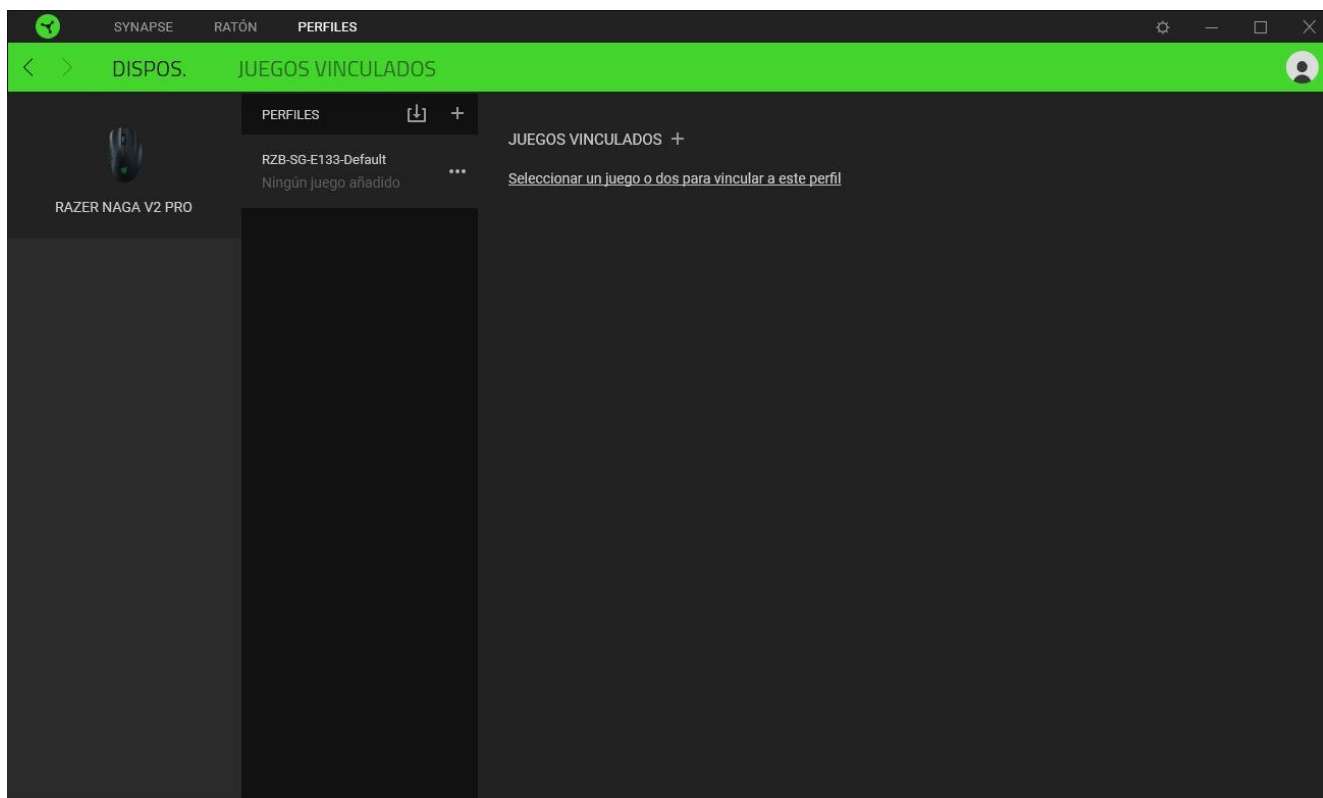 SYNAPSE RATÓN PERFILES
DISPOS. JUEGOS VINCULADOS
RAZER NAGA V2 PRO
PERFILES
RZB-SG-E133-Default
Ningún juego añadido
JUEGOS VINCULADOS
Seleccionar un juego o dos para vincular a este perfil